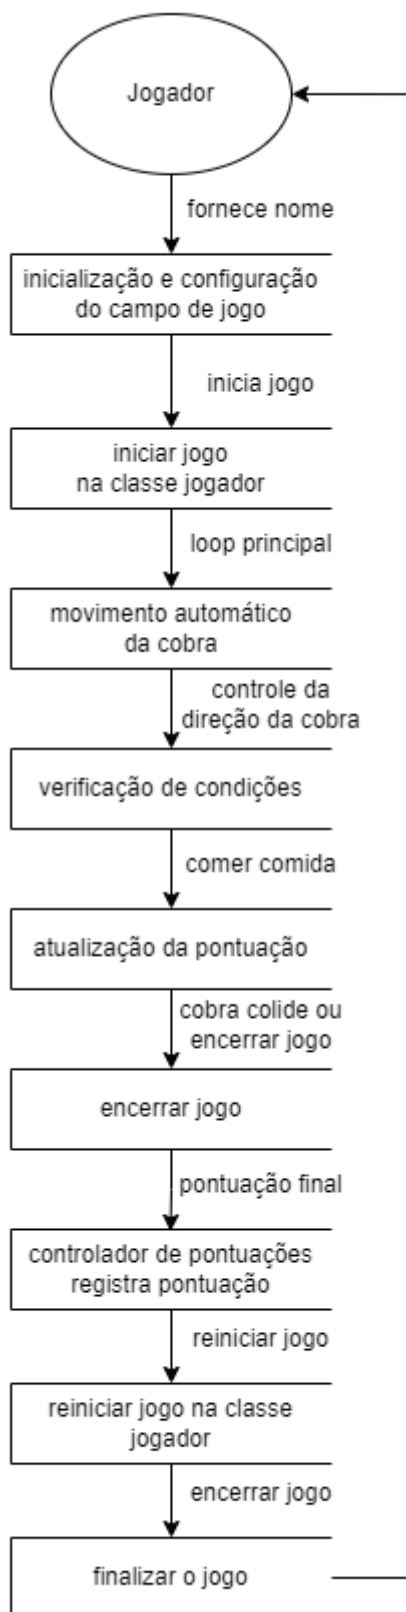 Jogador
fornece nome
inicialização e configuração
do campo de jogo
inicia jogo
iniciar jogo
na classe jogador
loop principal
movimento automático
da cobra
controle da
direção da cobra
verificação de condições
comer comida
atualização da pontuação
cobra colide ou
encerrar jogo
encerrar jogo
pontuação final
controlador de pontuações
registra pontuação
reiniciar jogo
reiniciar jogo na classe
jogador
encerrar jogo
finalizar o jogo